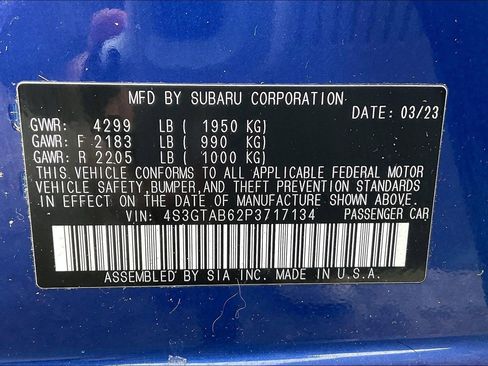 MFD BY SUBARU CORPORATION
DATE: 03/23
GVWR: 4299 LB ( 1950 KG)
GAWR: F 2183 LB ( 990 KG)
GAWR: R 2205 LB ( 1000 KG)
THIS VEHICLE CONFORMS TO ALL APPLICABLE FEDERAL MOTOR
VEHICLE SAFETY, BUMPER, AND THEFT PREVENTION STANDARDS
IN EFFECT ON THE DATE OF MANUFACTURE SHOWN ABOVE.
VIN: 4S3GTAB62P3717134 PASSENGER CAR
ASSEMBLED BY SIA, INC. MADE IN U.S.A.